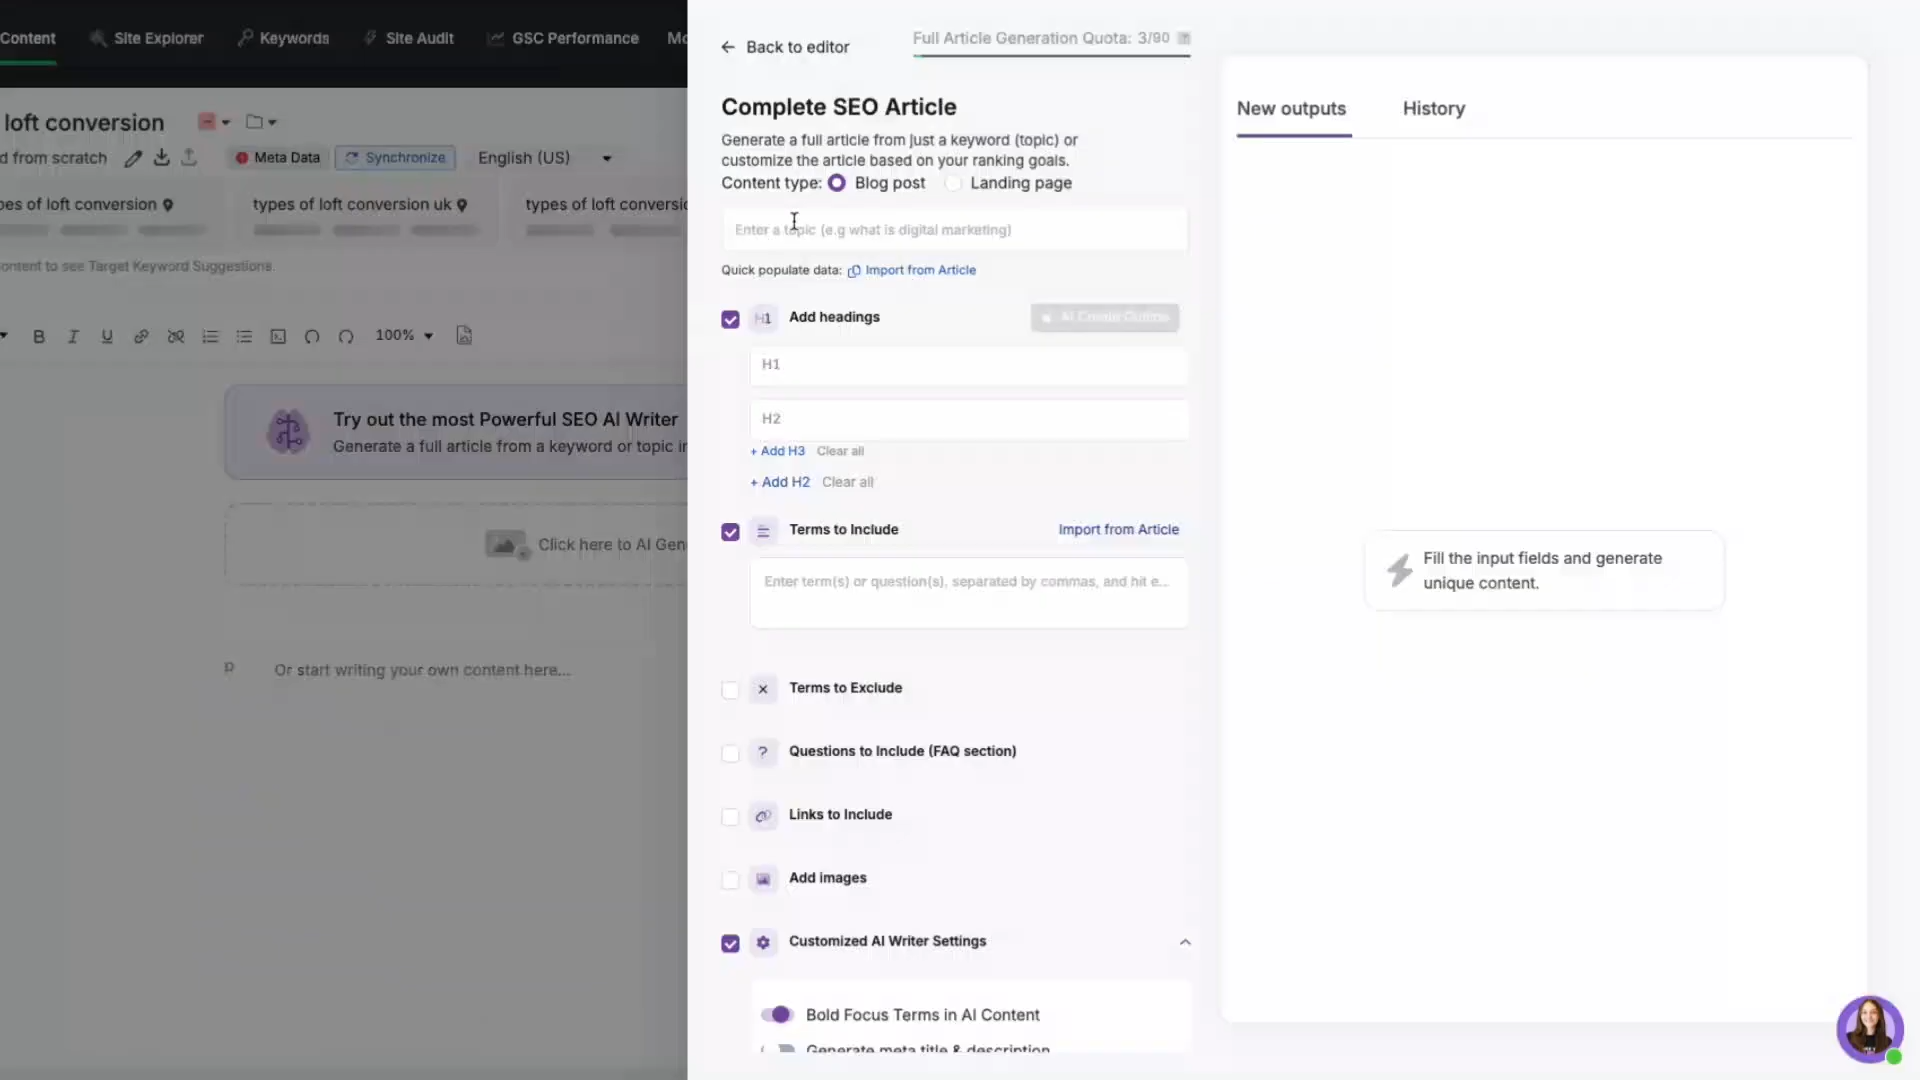 Content
Site Explorer
Keywords
Site Audit
GSC Performance
loft conversion
d from scratch
Meta Data
Synchronize
English (US)
pes of loft conversion
types of loft conversion uk
types of loft conversio
ontent to see Target Keyword Suggestions.
B
I
U
100%
Try out the most Powerful SEO AI Writer
Generate a full article from a keyword or topic in
Click here to AI Gen
P
Or start writing your own content here...
Back to editor
Full Article Generation Quota: 3/90
Complete SEO Article
Generate a full article from just a keyword (topic) or
customize the article based on your ranking goals.
Content type:
Blog post
Landing page
Enter a topic (e.g what is digital marketing)
Quick populate data:
Import from Article
H1
Add headings
AI Create Outline
H1
H2
+ Add H3
Clear all
+ Add H2
Clear all
Terms to Include
Import from Article
Enter term(s) or question(s), separated by commas, and hit e...
Terms to Exclude
Questions to Include (FAQ section)
Links to Include
Add images
Customized AI Writer Settings
Bold Focus Terms in AI Content
Generate meta title & description
New outputs
History
Fill the input fields and generate
unique content.